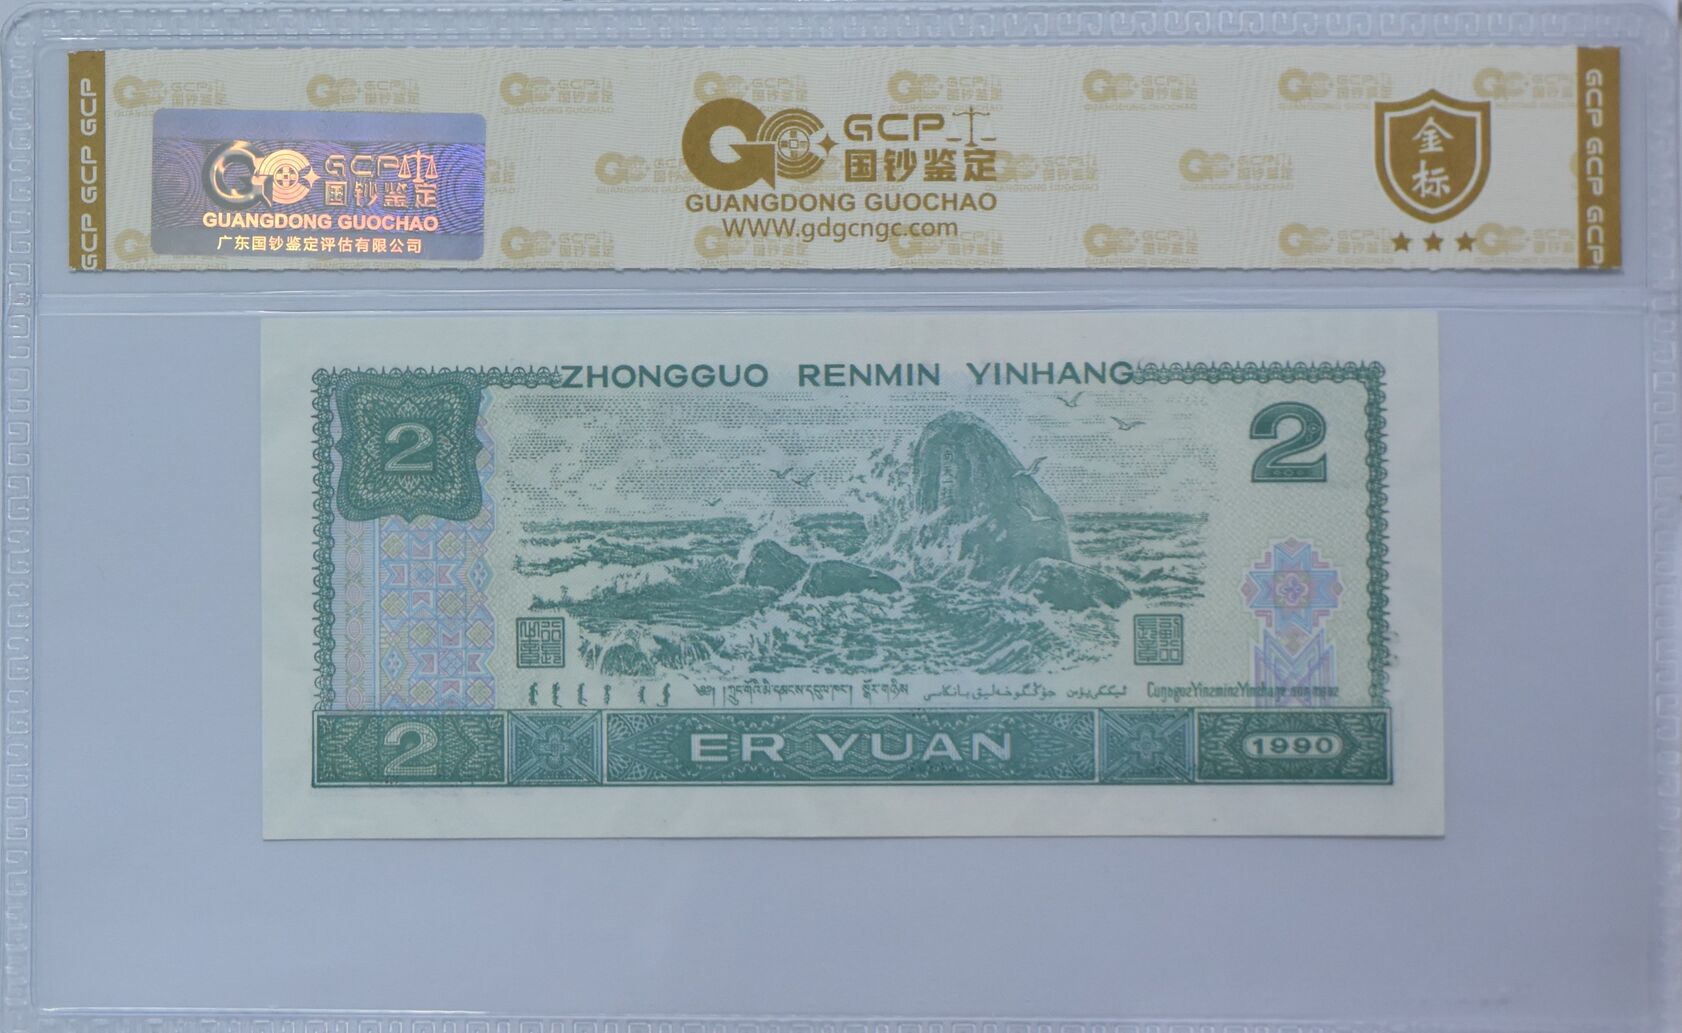 GCP GCP GCP
GCP
国钞鉴定
GUANGDONG GUOCHAO
广东国钞鉴定评估有限公司
GCP
国钞鉴定
GUANGDONG GUOCHAO
WWW.gdgcngc.com
金
标
GCP GCP GCP
ZHONGGUO RENMIN YINHANG
2
2
2
ER YUAN
1990